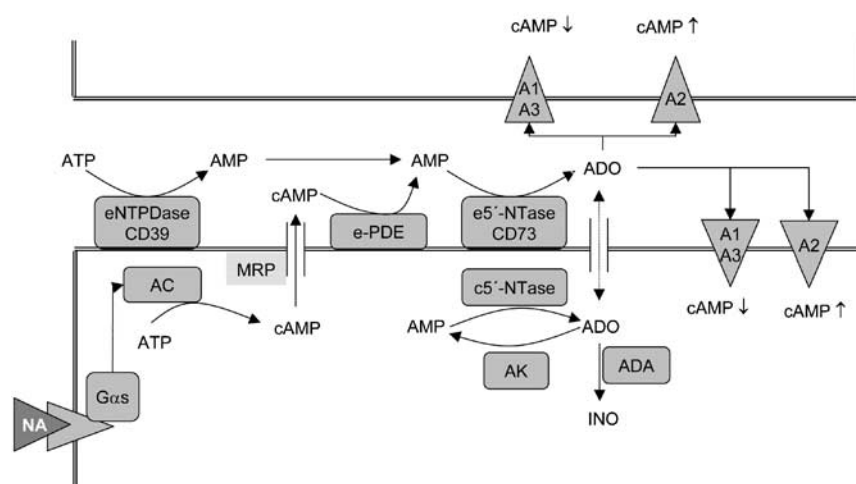 cAMP ↓ cAMP ↑
A1
A3
A2
ATP AMP AMP ADO
cAMP
eNTPDase
CD39
e-PDE
e5´-NTase
CD73
A1
A3
A2
MRP
AC
c5´-NTase
cAMP ↓ cAMP ↑
ATP cAMP AMP ADO
AK ADA
Gαs
NA
INO